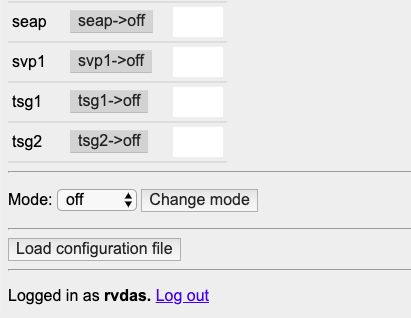 seap seap->off
svp1 svp1->off
tsg1 tsg1->off
tsg2 tsg2->off
Mode: off Change mode
Load configuration file
Logged in as rvdas. Log out